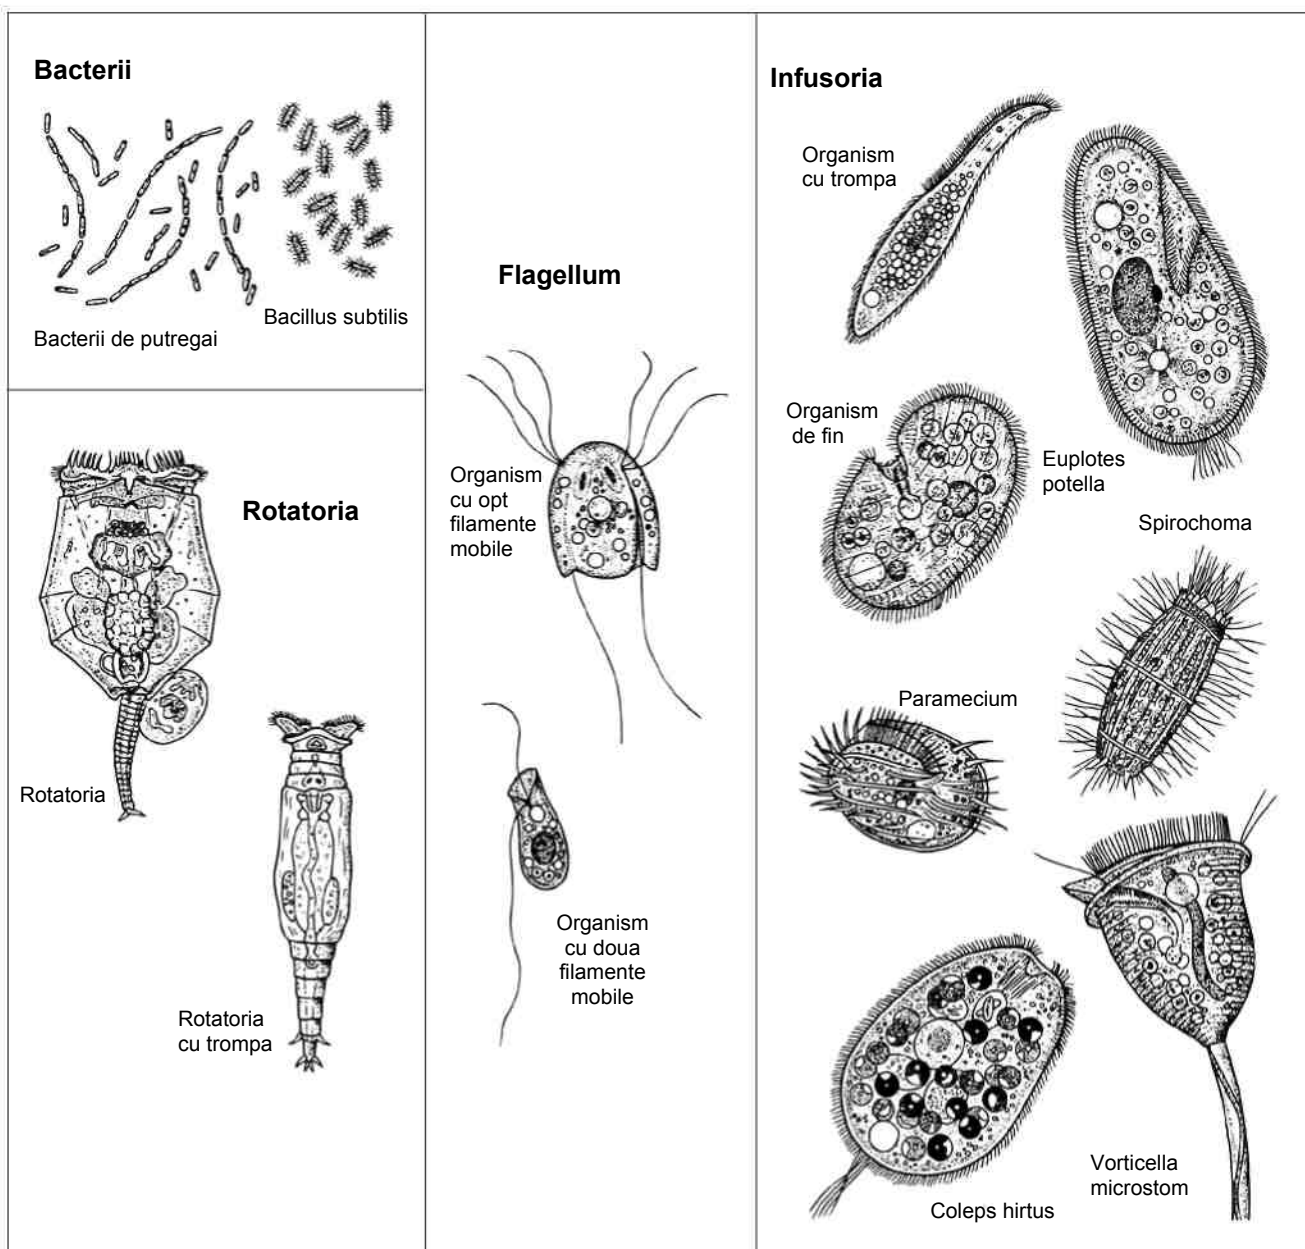 Bacterii
Bacterii de putregai
Bacillus subtilis
Rotatoria
Rotatoria
Rotatoria
cu trompa
Flagellum
Organism
cu opt
filamente
mobile
Organism
cu doua
filamente
mobile
Infusoria
Organism
cu trompa
Organism
de fin
Euplotes
potella
Spirochoma
Paramecium
Coleps hirtus
Vorticella
microstom